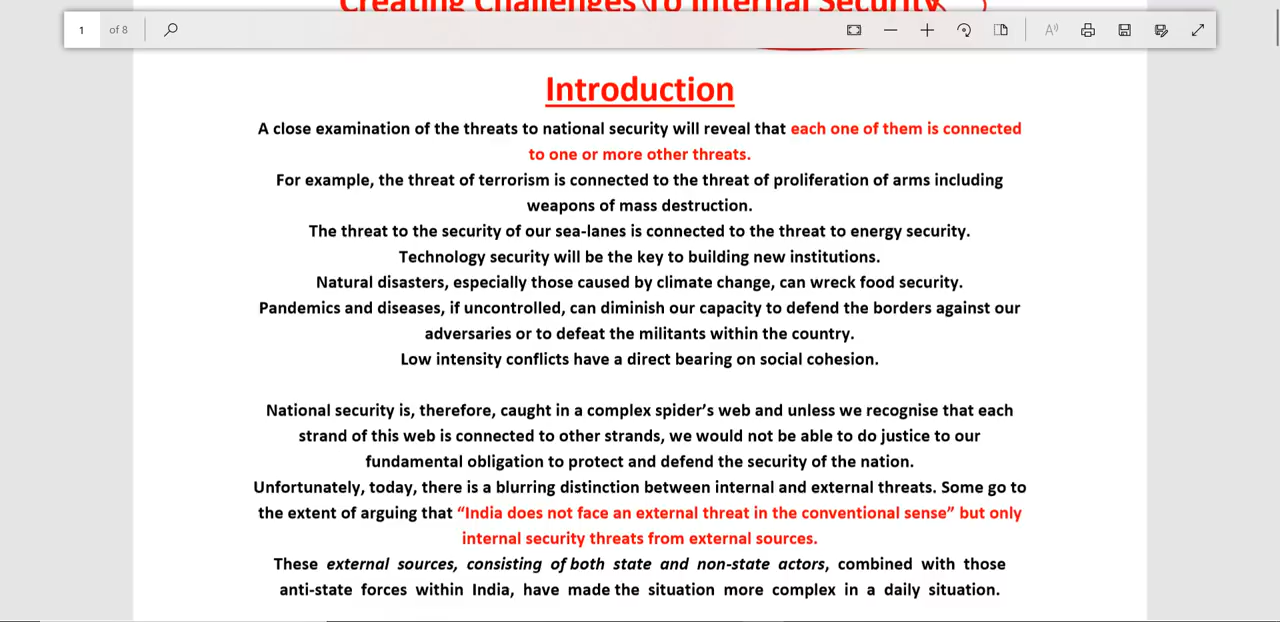 Creating Challenges To Internal Security
1 of 8
Introduction
A close examination of the threats to national security will reveal that each one of them is connected
to one or more other threats.
For example, the threat of terrorism is connected to the threat of proliferation of arms including
weapons of mass destruction.
The threat to the security of our sea-lanes is connected to the threat to energy security.
Technology security will be the key to building new institutions.
Natural disasters, especially those caused by climate change, can wreck food security.
Pandemics and diseases, if uncontrolled, can diminish our capacity to defend the borders against our
adversaries or to defeat the militants within the country.
Low intensity conflicts have a direct bearing on social cohesion.
National security is, therefore, caught in a complex spider’s web and unless we recognise that each
strand of this web is connected to other strands, we would not be able to do justice to our
fundamental obligation to protect and defend the security of the nation.
Unfortunately, today, there is a blurring distinction between internal and external threats. Some go to
the extent of arguing that “India does not face an external threat in the conventional sense” but only
internal security threats from external sources.
These external sources, consisting of both state and non-state actors, combined with those
anti-state forces within India, have made the situation more complex in a daily situation.